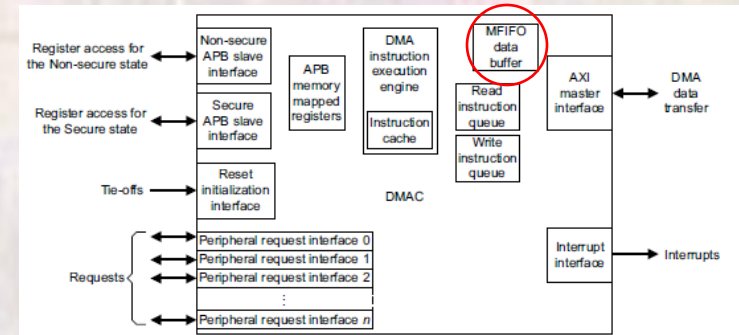 Register access for
the Non-secure state
Non-secure
APB slave
interface
APB
memory
mapped
registers
DMA
instruction
execution
engine
Instruction
cache
MFIFO
data
buffer
Read
instruction
queue
Write
instruction
queue
AXI
master
interface
DMA
data
transfer
Register access for
the Secure state
Secure
APB slave
interface
Tie-offs
Reset
initialization
interface
DMAC
Requests
Peripheral request interface 0
Peripheral request interface 1
Peripheral request interface 2
⋮
Peripheral request interface n
Interrupt
interface
Interrupts